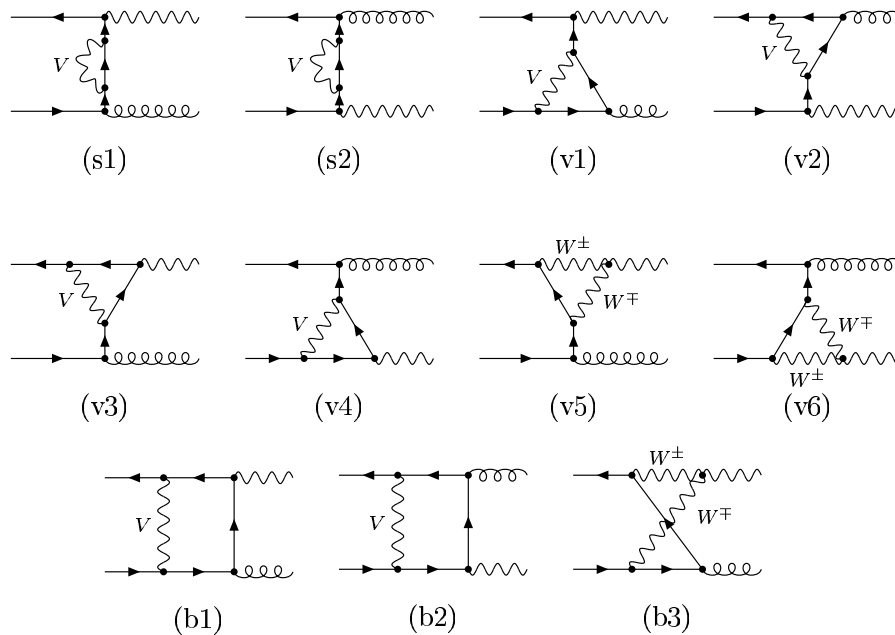 V
V
V
V
(s1) (s2) (v1) (v2)
W±
V
V
W∓
W∓
W±
(v3) (v4) (v5) (v6)
W±
V
V
W∓
(b1) (b2) (b3)